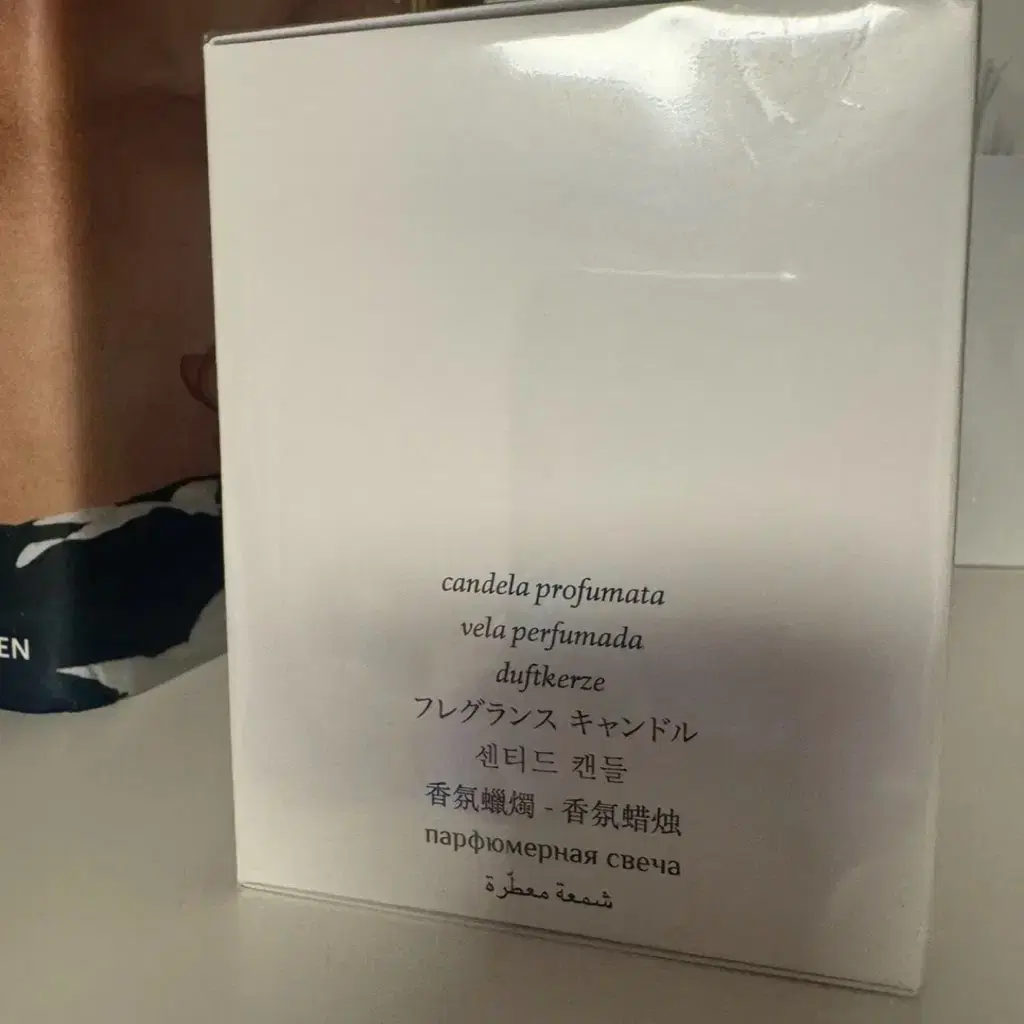 EN
candela profumata
vela perfumada
duftkerze
フレグランス キャンドル
센티드 캔들
香氛蠟燭 - 香氛蜡烛
парфюмерная свеча
شمعة معطّرة